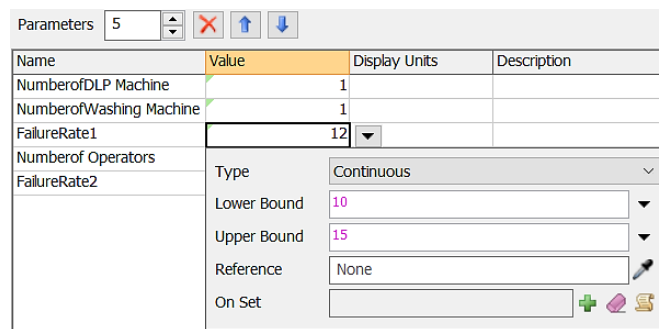 Parameters 5
Name Value Display Units Description
NumberofDLP Machine 1
NumberofWashing Machine 1
FailureRate1 12
Numberof Operators
FailureRate2
Type Continuous
Lower Bound 10
Upper Bound 15
Reference None
On Set